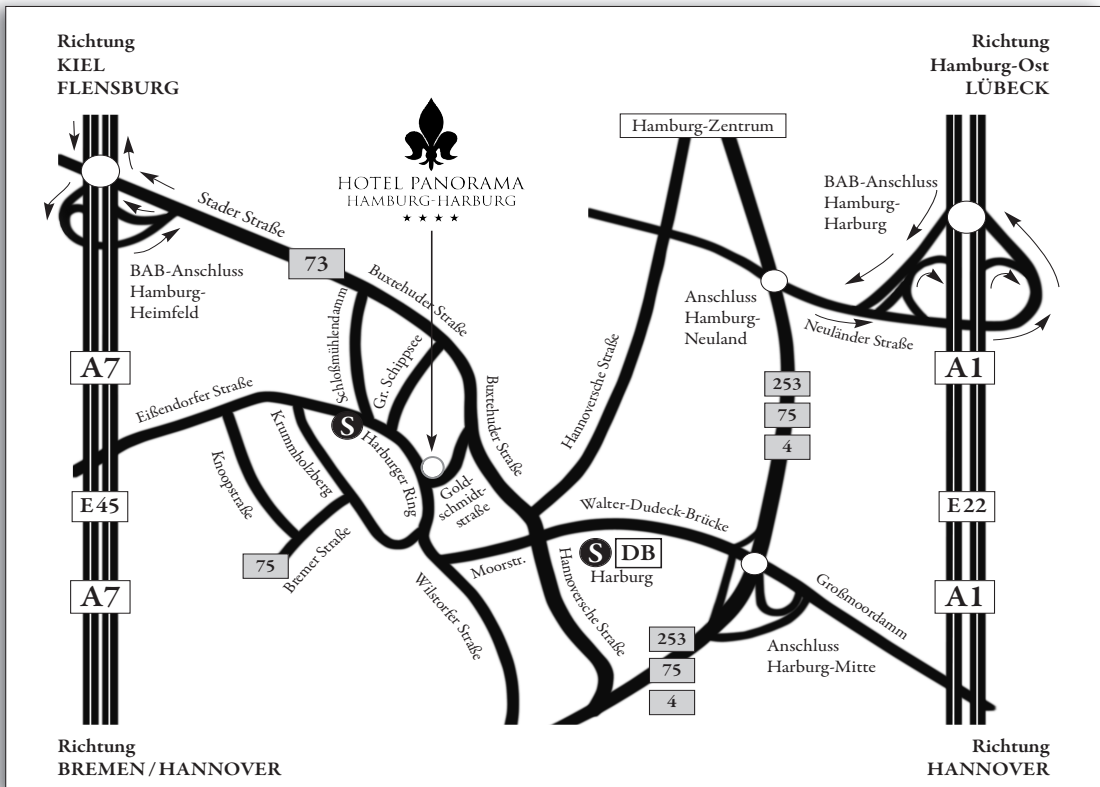 Richtung
KIEL
FLENSBURG
Richtung
Hamburg-Ost
LÜBECK
Hamburg-Zentrum
HOTEL PANORAMA
HAMBURG-HARBURG
BAB-Anschluss
Hamburg-
Harburg
Stader Straße
73
BAB-Anschluss
Hamburg-
Heimfeld
Buxtehuder Straße
Schloßmühlendamm
Gr. Schippsee
Anschluss
Hamburg-
Neuland
Neuländer Straße
A7
A1
Hannoversche Straße
253
75
4
Eißendorfer Straße
Buxtehuder Straße
S
Harburger Ring
Krummholzberg
Knoopstraße
Gold-
schmidt-
straße
E45
E22
Walter-Dudeck-Brücke
S DB
Harburg
75
Bremer Straße
Moorstr.
Wilstorfer Straße
Hannoversche Straße
Großmoordamm
A7
A1
253
75
4
Anschluss
Harburg-Mitte
Richtung
BREMEN/HANNOVER
Richtung
HANNOVER